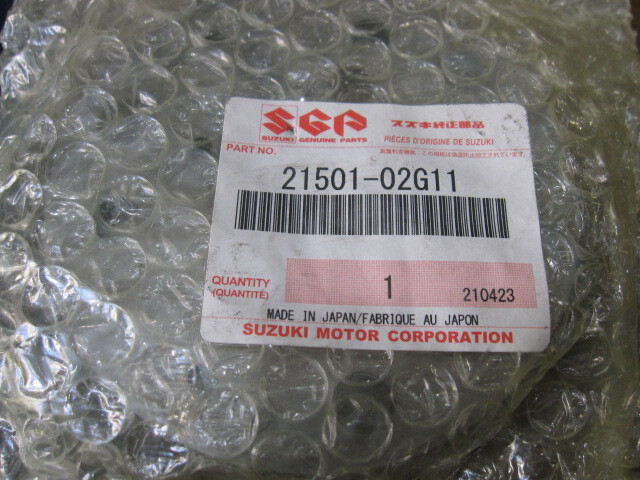 SGP スズキ純正部品
SUZUKI GENUINE PARTS PIÈCES D'ORIGINE DE SUZUKI
PART NO.
21501-02G11
QUANTITY 1 210423
(QUANTITÉ)
MADE IN JAPAN/FABRIQUE AU JAPON
SUZUKI MOTOR CORPORATION